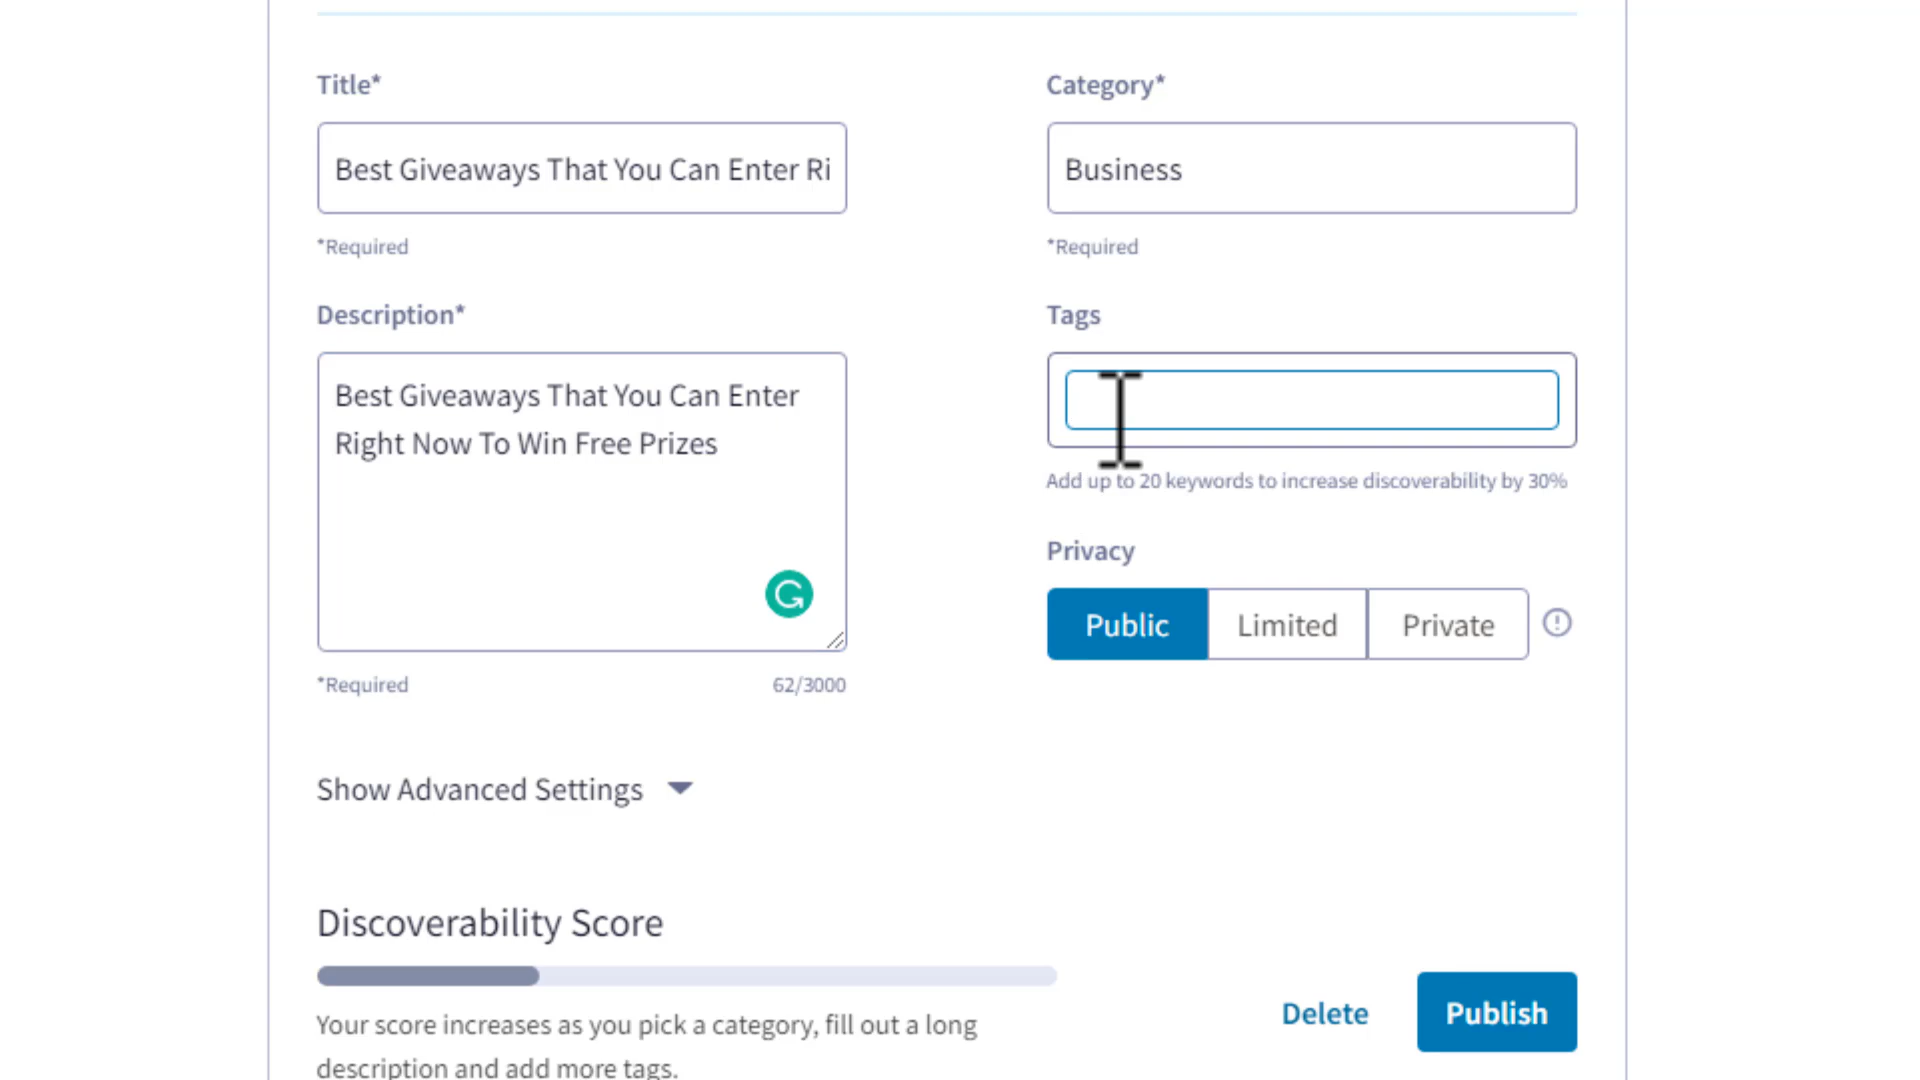 Title*
Best Giveaways That You Can Enter Ri
*Required
Category*
Business
*Required
Description*
Best Giveaways That You Can Enter
Right Now To Win Free Prizes
*Required
62/3000
Tags
Add up to 20 keywords to increase discoverability by 30%
Privacy
Public
Limited
Private
Show Advanced Settings
Discoverability Score
Your score increases as you pick a category, fill out a long
description and add more tags.
Delete
Publish